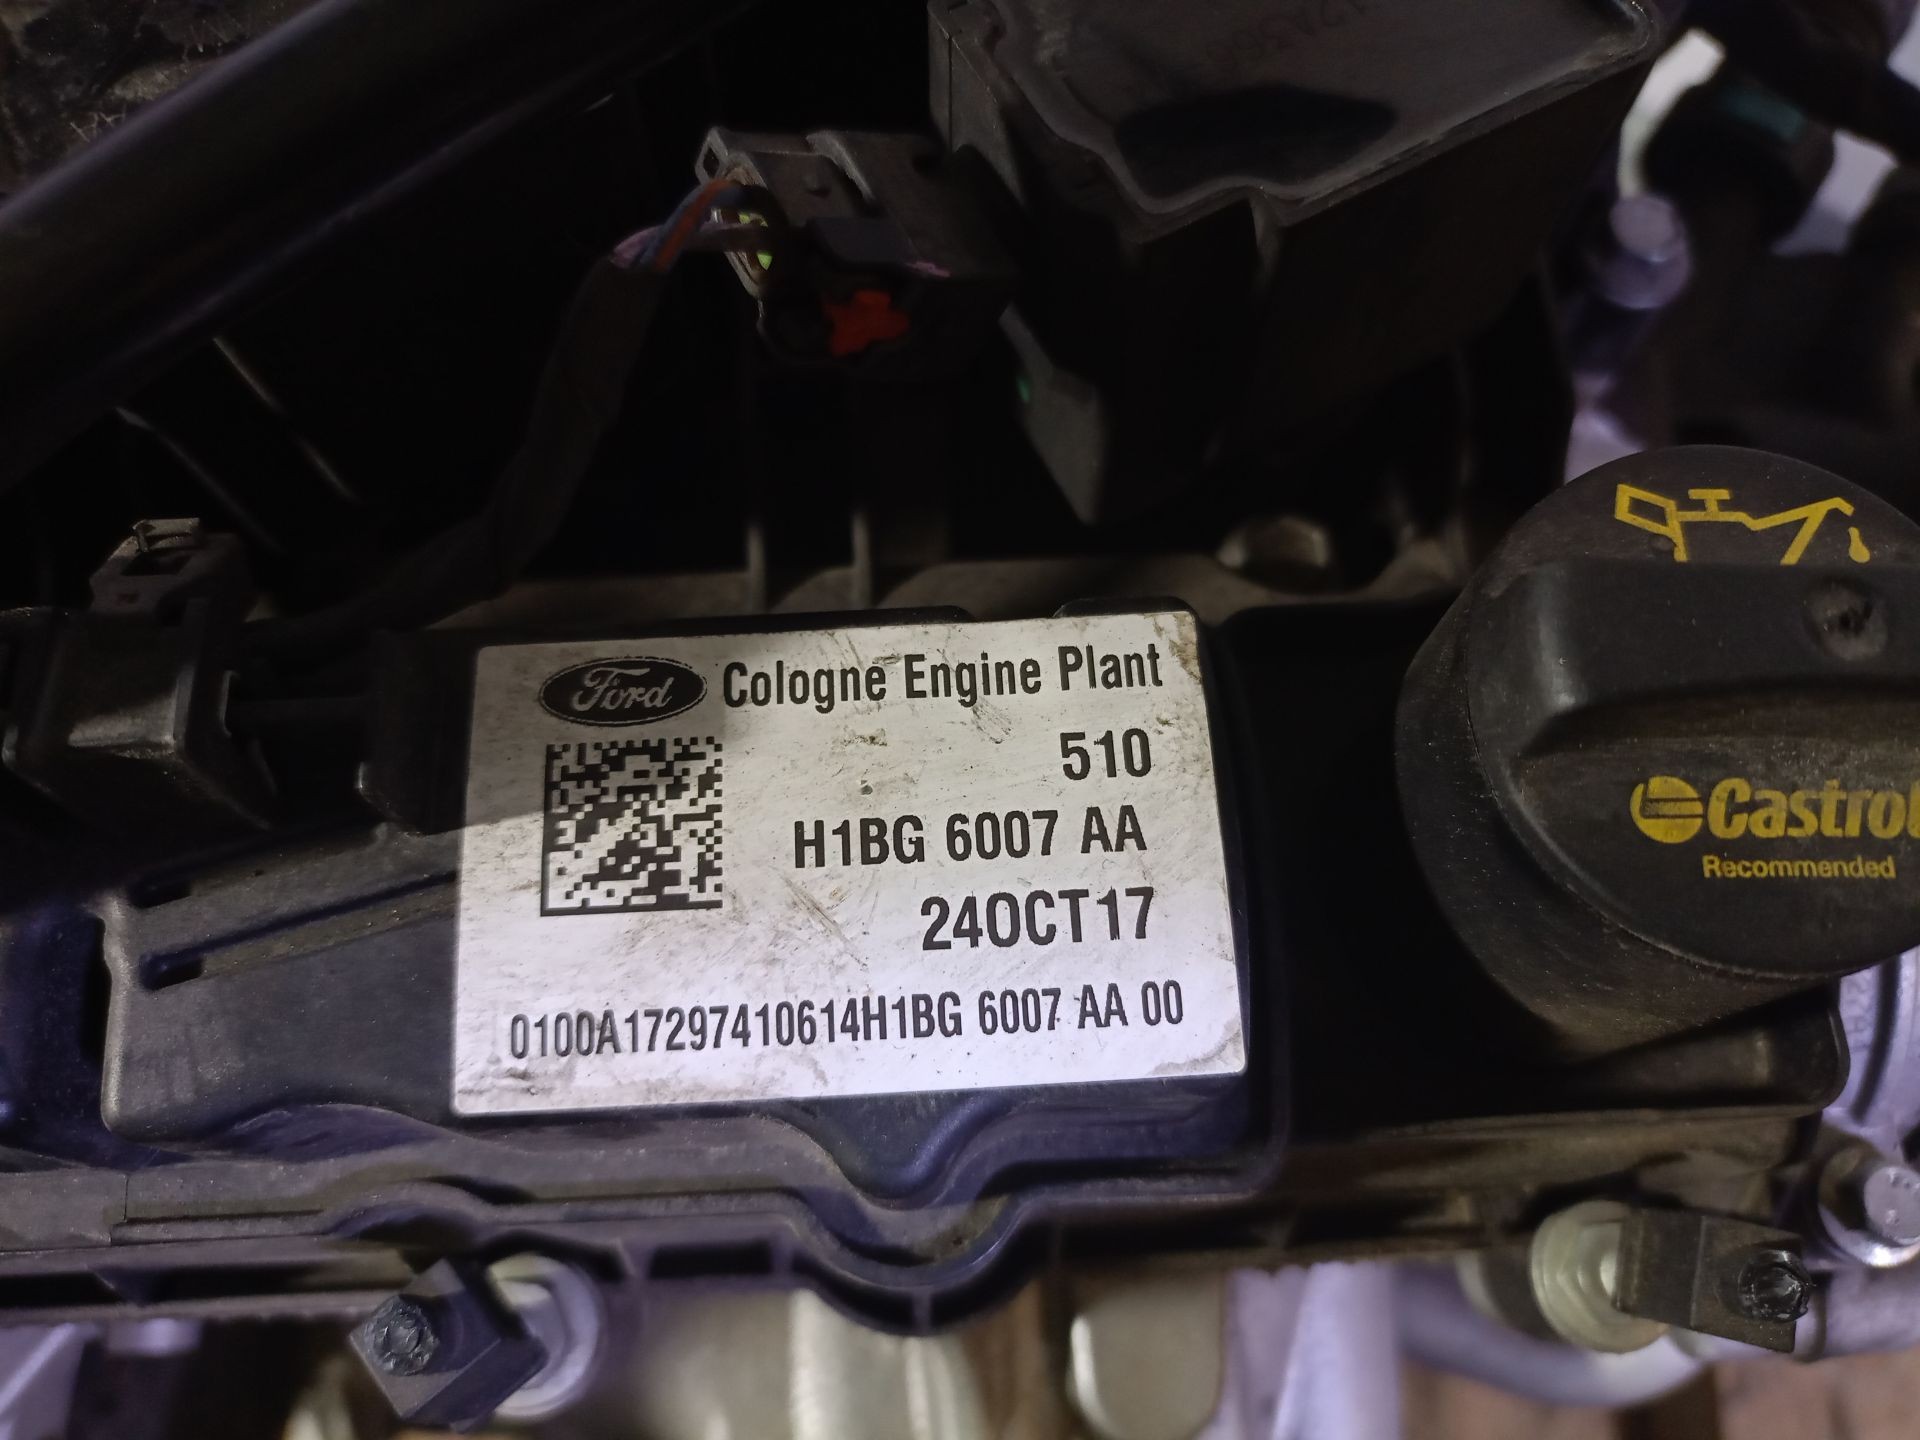 Ford Cologne Engine Plant
510
H1BG 6007 AA
24OCT17
0100A17297410614H1BG 6007 AA 00
Castrol
Recommended